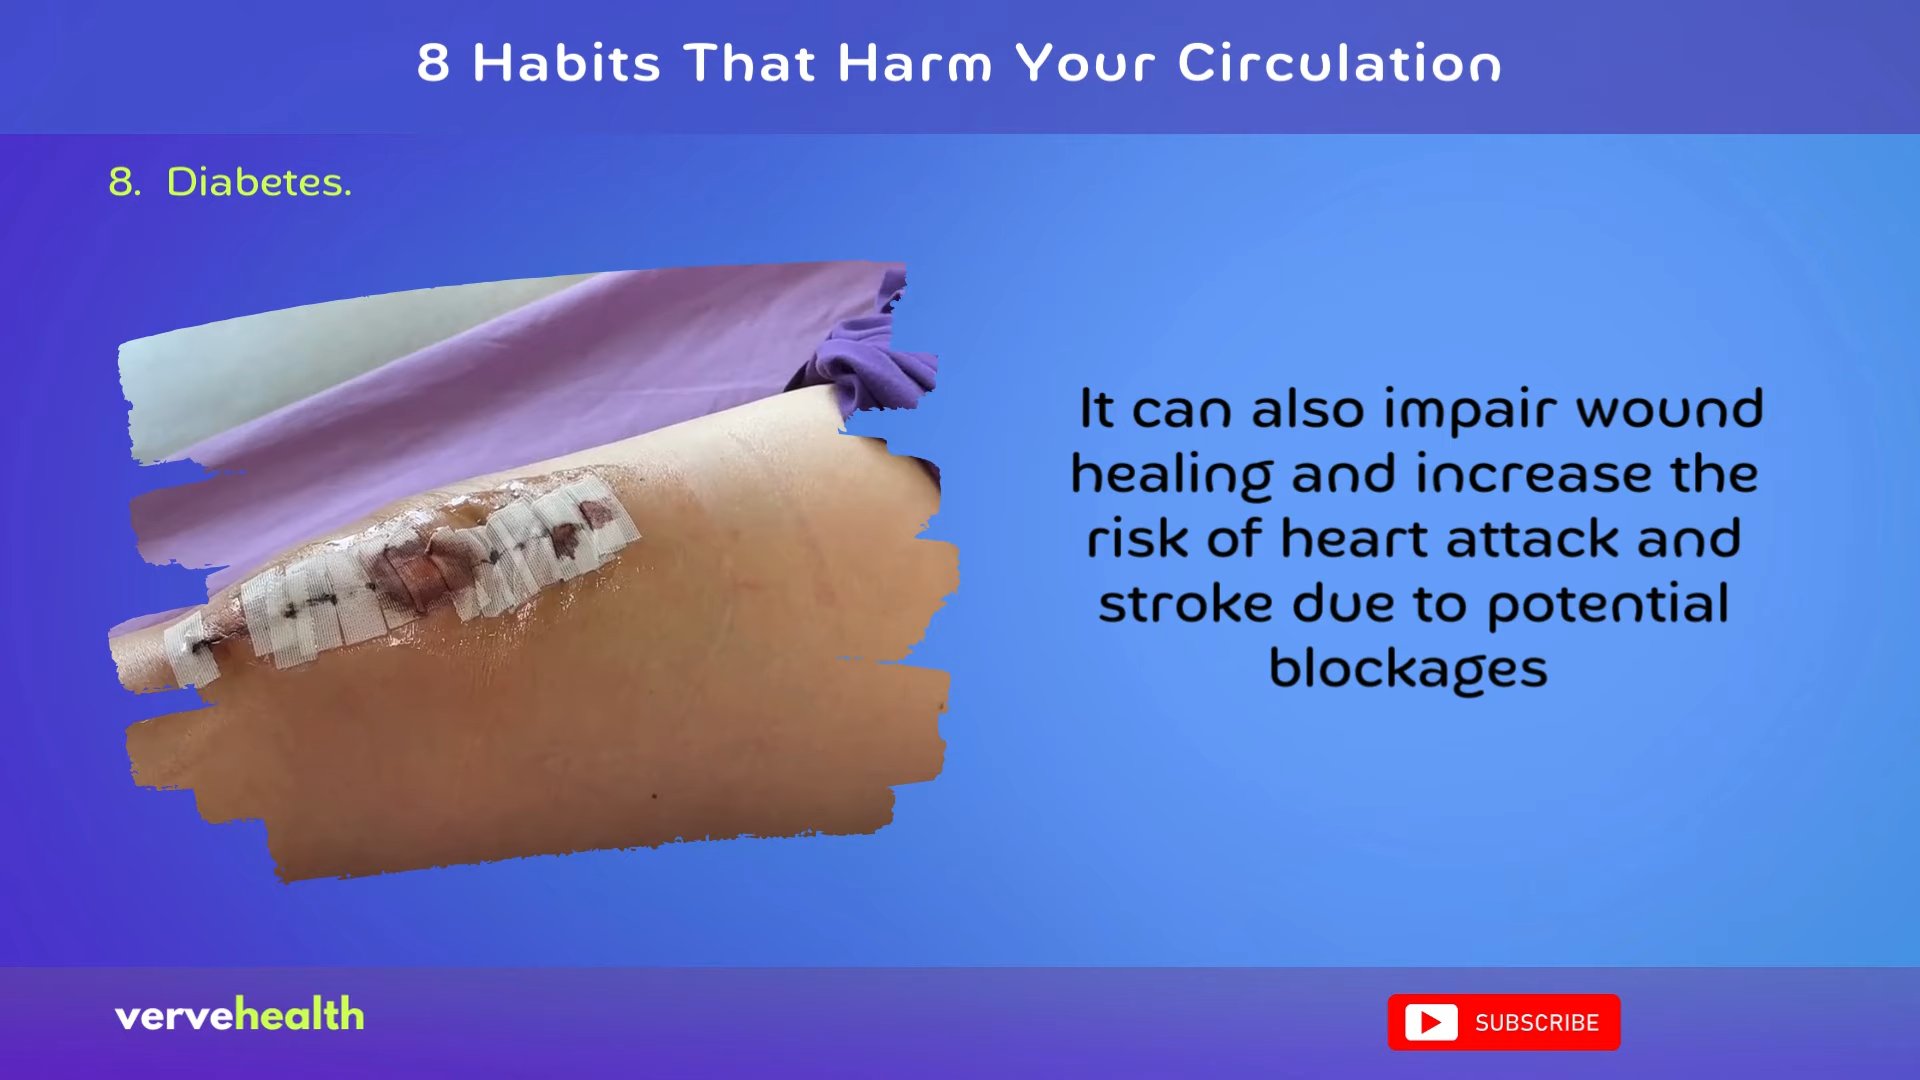 8 Habits That Harm Your Circulation
8. Diabetes.
It can also impair wound
healing and increase the
risk of heart attack and
stroke due to potential
blockages
vervehealth
SUBSCRIBE